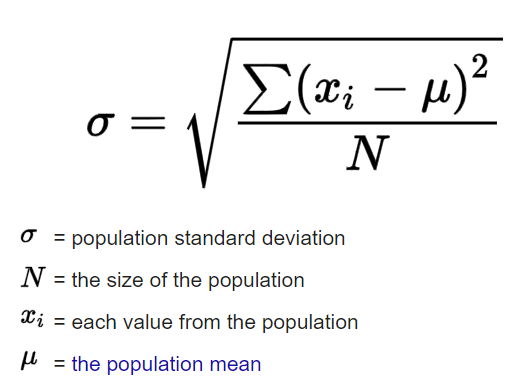 σ = √(∑(xᵢ − μ)² / N)
σ = population standard deviation
N = the size of the population
xᵢ = each value from the population
μ = the population mean